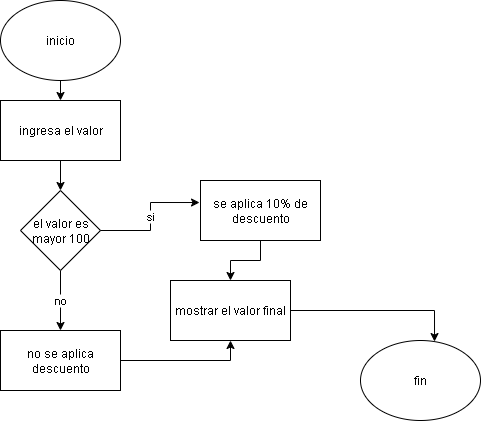 inicio
ingresa el valor
el valor es
mayor 100
si
se aplica 10% de
descuento
no
mostrar el valor final
no se aplica
descuento
fin